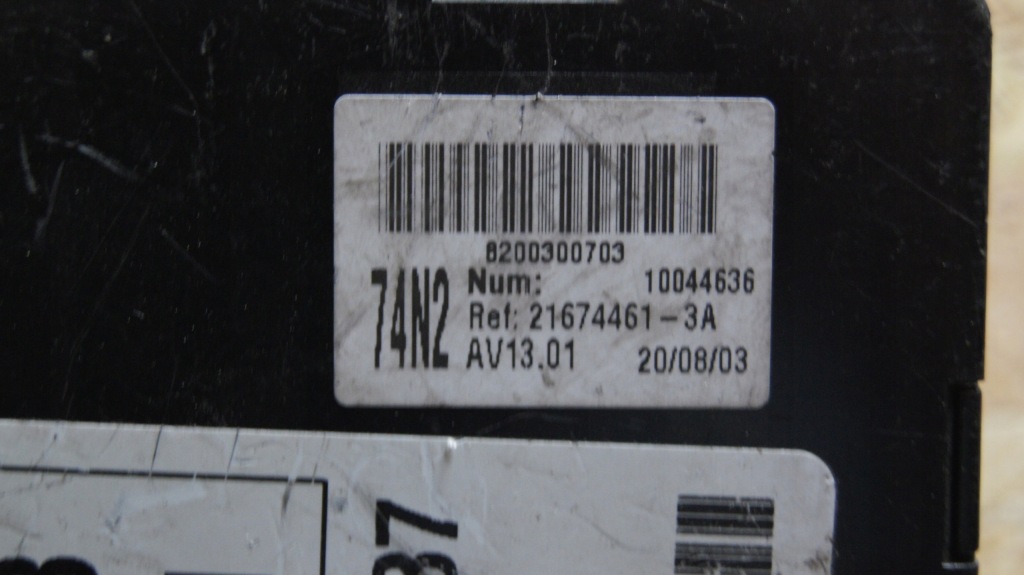 8200300703
74N2
Num: 10044636
Ref: 21674461-3A
AV13.01 20/08/03